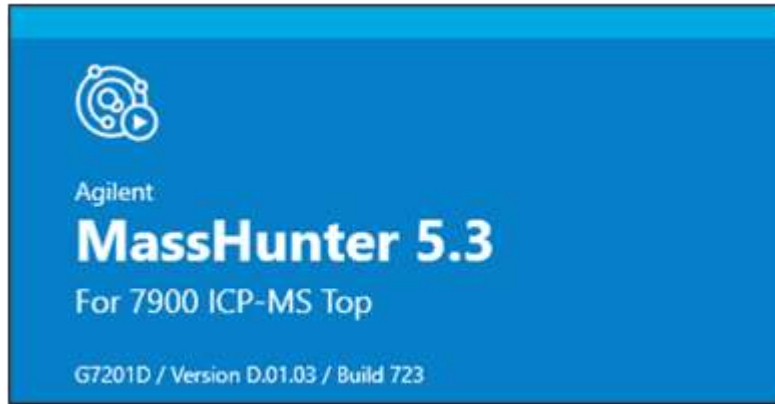 Agilent
MassHunter 5.3
For 7900 ICP-MS Top
G7201D / Version D.01.03 / Build 723